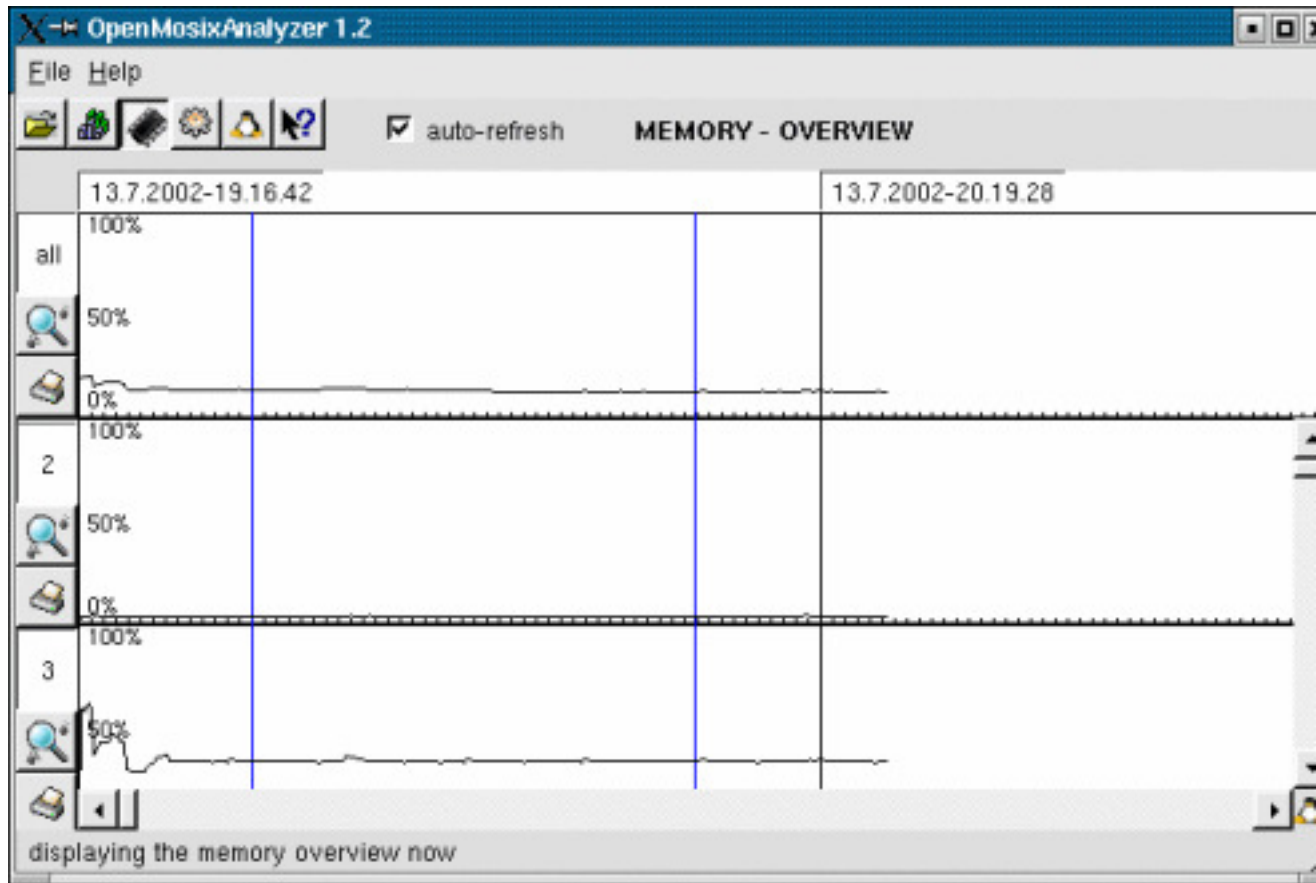 OpenMosixAnalyzer 1.2
File Help
auto-refresh MEMORY - OVERVIEW
13.7.2002-19.16.42 13.7.2002-20.19.28
all
100%
50%
0%
2
100%
50%
0%
3
100%
50%
displaying the memory overview now